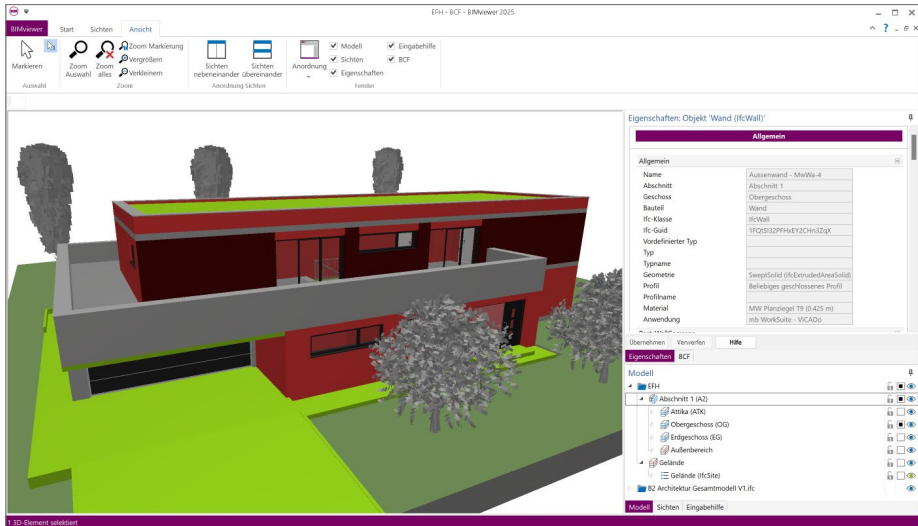 EFH - BCF - BIMviewer 2025
BIMviewer Start Sichten Ansicht
Markieren
Zoom Auswahl
Zoom alles
Zoom Markierung
Vergrößern
Verkleinern
Sichten nebeneinander
Sichten übereinander
Anordnung
Modell
Sichten
Eigenschaften
Eingabehilfe
BCF
Auswahl Zoom Anordnung Sichten Fenster
Eigenschaften: Objekt 'Wand (IfcWall)'
Allgemein
Allgemein
Name Aussenwand - MwWa-4
Abschnitt Abschnitt 1
Geschoss Obergeschoss
Bauteil Wand
Ifc-Klasse IfcWall
Ifc-Guid 1FQtSI32PFHxEY2CHn3ZqX
Vordefinierter Typ
Typ
Typname
Geometrie SweptSolid (IfcExtrudedAreaSolid)
Profil Beliebiges geschlossenes Profil
Profilname
Material MW Planziegel T9 (0.425 m)
Anwendung mb WorkSuite - ViCADo
Übernehmen Verwerfen Hilfe
Eigenschaften BCF
Modell
EFH
Abschnitt 1 (A2)
Attika (ATK)
Obergeschoss (OG)
Erdgeschoss (EG)
Außenbereich
Gelände
Gelände (IfcSite)
B2 Architektur Gesamtmodell V1.ifc
Modell Sichten Eingabehilfe
1 3D-Element selektiert